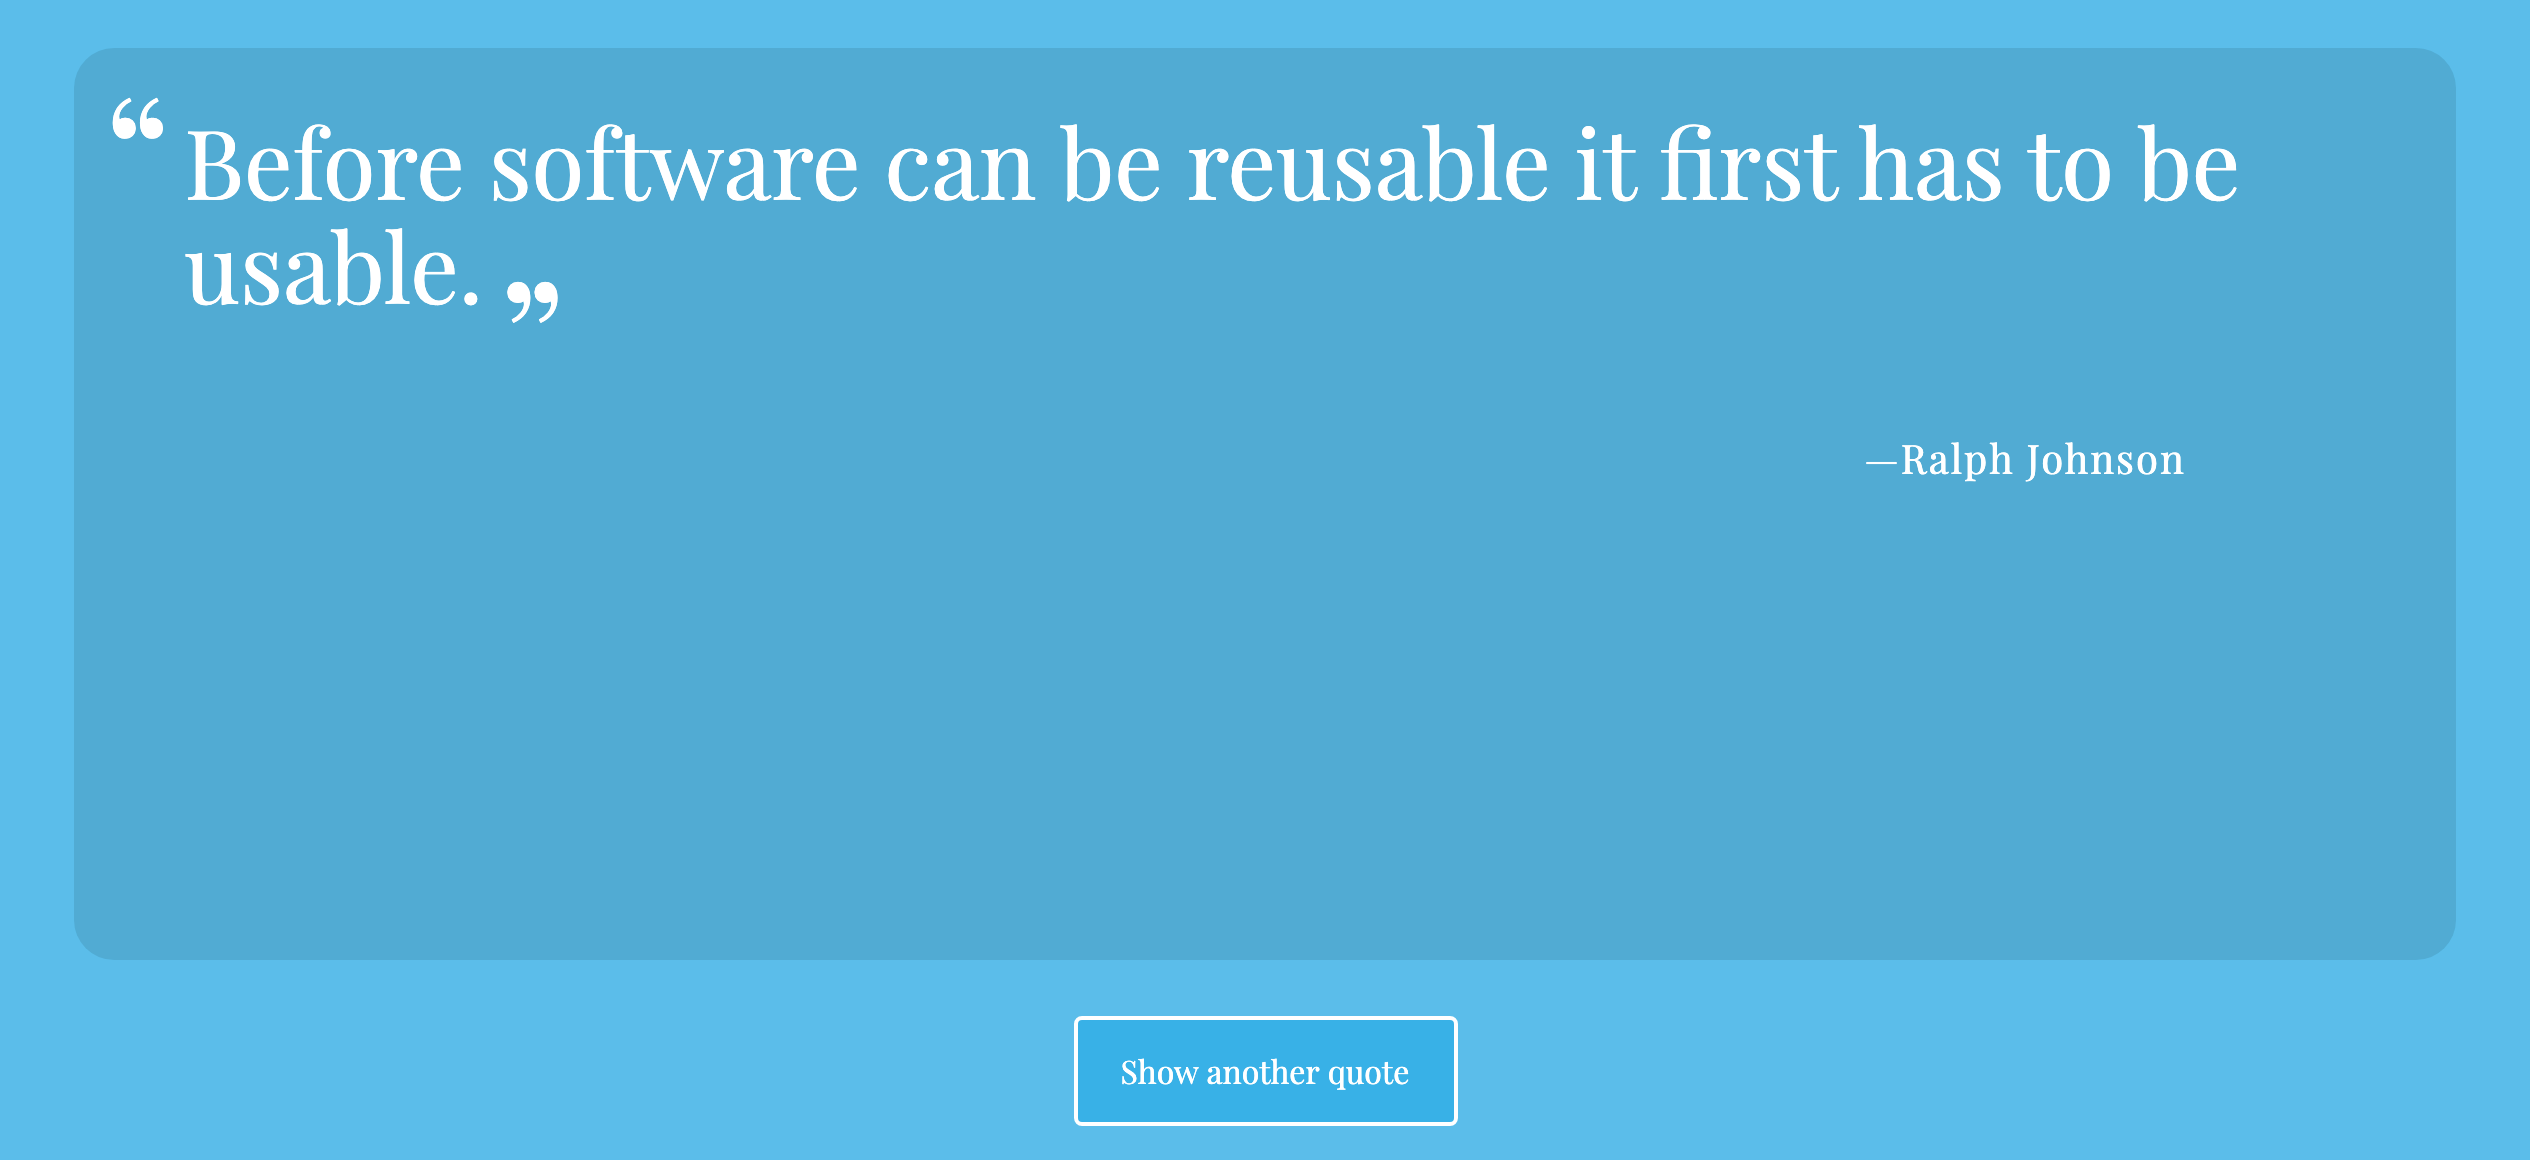 “ Before software can be reusable it first has to be
usable. ”
—Ralph Johnson
Show another quote